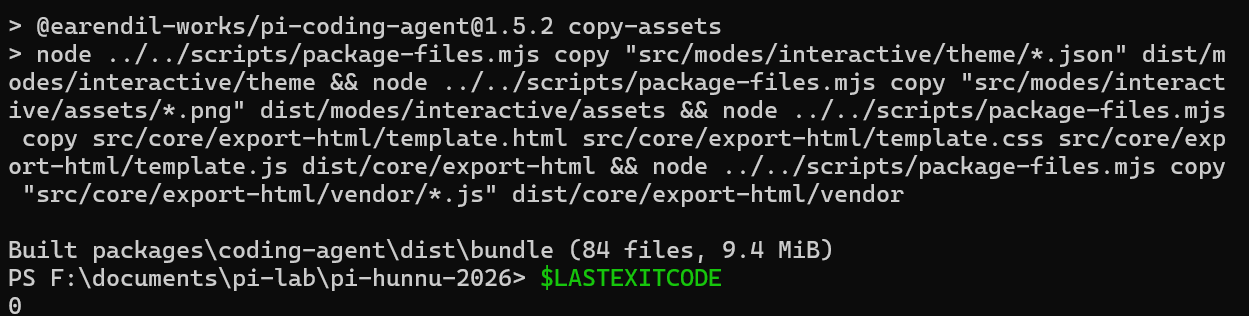 > @earendil-works/pi-coding-agent@1.5.2 copy-assets
> node ../../scripts/package-files.mjs copy "src/modes/interactive/theme/*.json" dist/m
odes/interactive/theme && node ../../scripts/package-files.mjs copy "src/modes/interact
ive/assets/*.png" dist/modes/interactive/assets && node ../../scripts/package-files.mjs
 copy src/core/export-html/template.html src/core/export-html/template.css src/core/exp
ort-html/template.js dist/core/export-html && node ../../scripts/package-files.mjs copy
 "src/core/export-html/vendor/*.js" dist/core/export-html/vendor

Built packages\coding-agent\dist\bundle (84 files, 9.4 MiB)
PS F:\documents\pi-lab\pi-hunnu-2026> $LASTEXITCODE
0